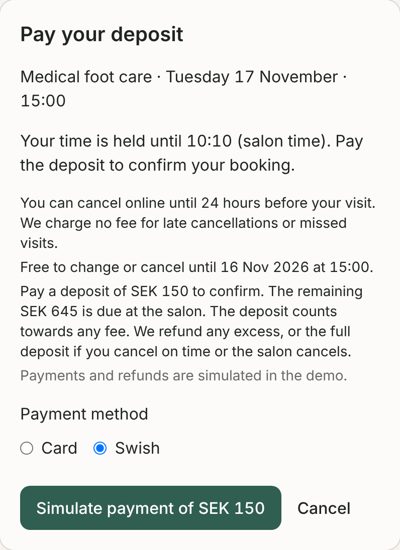 Pay your deposit
Medical foot care · Tuesday 17 November ·
15:00
Your time is held until 10:10 (salon time). Pay
the deposit to confirm your booking.
You can cancel online until 24 hours before your visit.
We charge no fee for late cancellations or missed
visits.
Free to change or cancel until 16 Nov 2026 at 15:00.
Pay a deposit of SEK 150 to confirm. The remaining
SEK 645 is due at the salon. The deposit counts
towards any fee. We refund any excess, or the full
deposit if you cancel on time or the salon cancels.
Payments and refunds are simulated in the demo.
Payment method
Card Swish
Simulate payment of SEK 150 Cancel